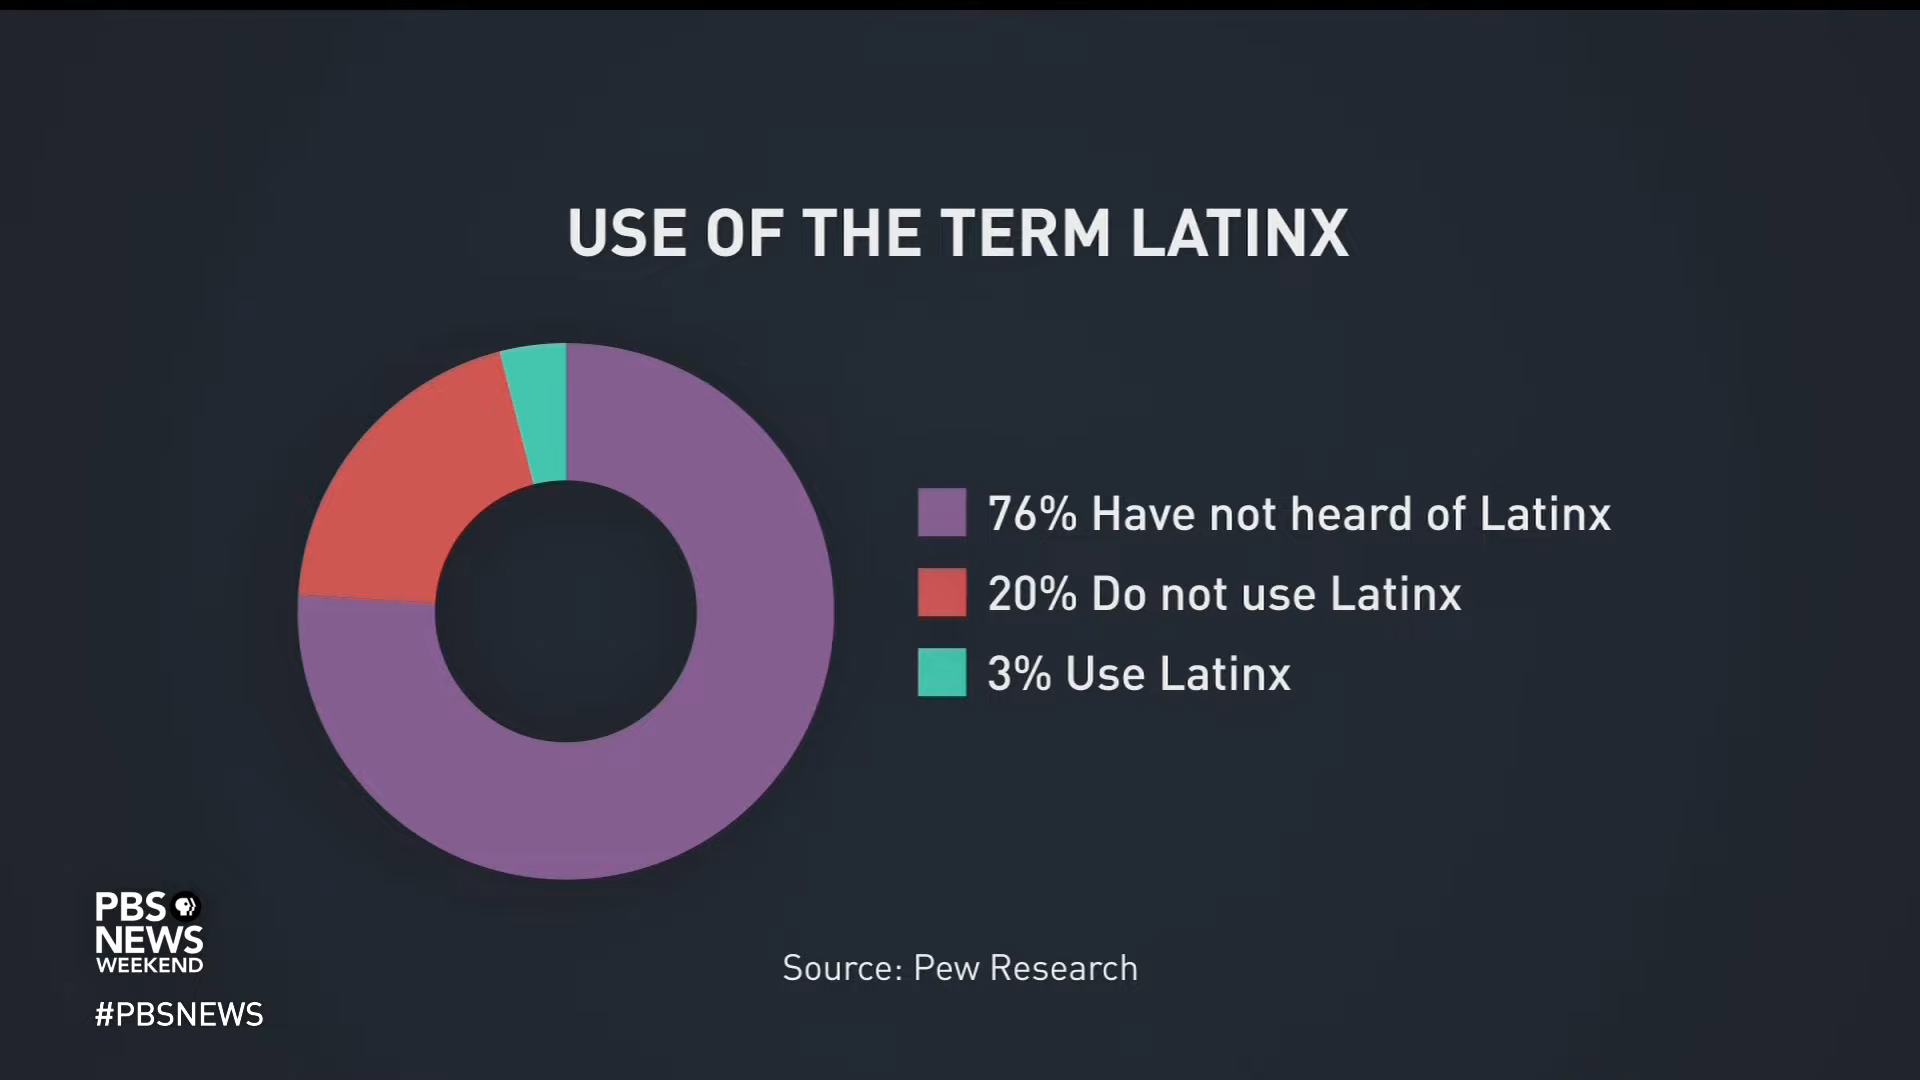 USE OF THE TERM LATINX
76% Have not heard of Latinx
20% Do not use Latinx
3% Use Latinx
PBS
NEWS
WEEKEND
Source: Pew Research
#PBSNEWS